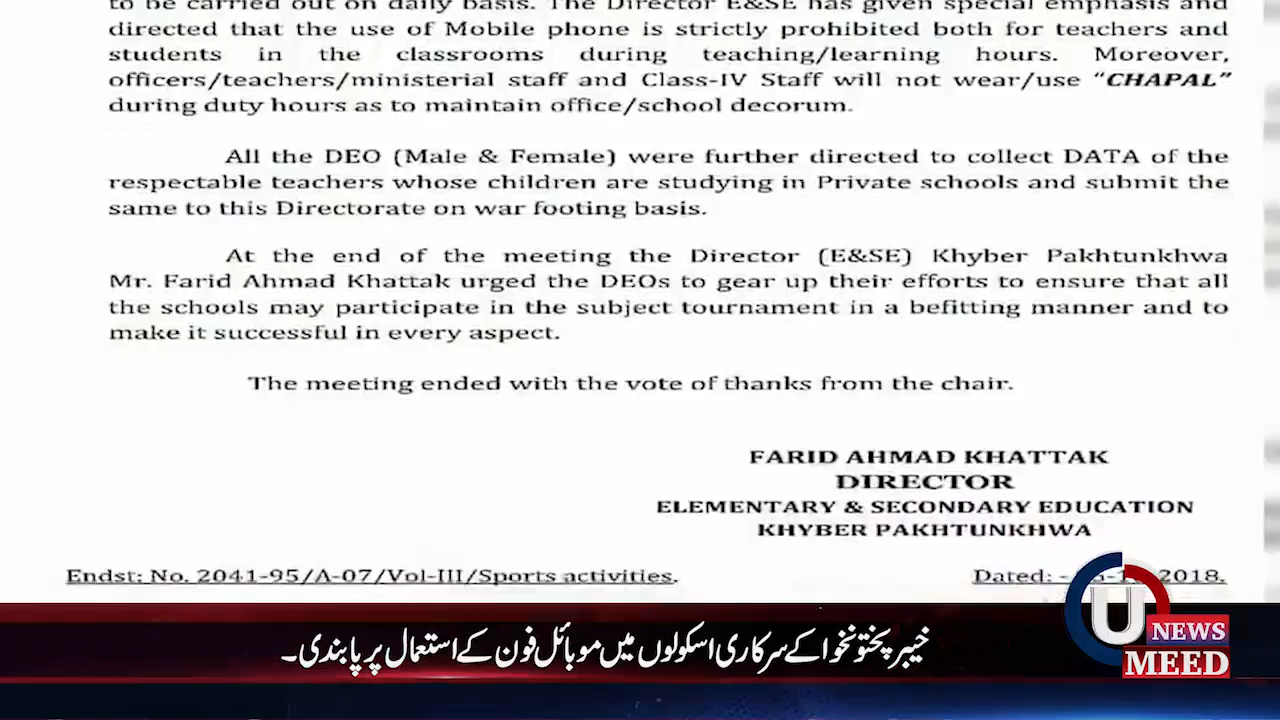 to be carried out on daily basis. The Director E&SE has given special emphasis and
directed that the use of Mobile phone is strictly prohibited both for teachers and
students in the classrooms during teaching/learning hours. Moreover,
officers/teachers/ministerial staff and Class-IV Staff will not wear/use "CHAPAL"
during duty hours as to maintain office/school decorum.
All the DEO (Male & Female) were further directed to collect DATA of the
respectable teachers whose children are studying in Private schools and submit the
same to this Directorate on war footing basis.
At the end of the meeting the Director (E&SE) Khyber Pakhtunkhwa
Mr. Farid Ahmad Khattak urged the DEOs to gear up their efforts to ensure that all
the schools may participate in the subject tournament in a befitting manner and to
make it successful in every aspect.
The meeting ended with the vote of thanks from the chair.
FARID AHMAD KHATTAK
DIRECTOR
ELEMENTARY & SECONDARY EDUCATION
KHYBER PAKHTUNKHWA
Endst: No. 2041-95/A-07/Vol-III/Sports activities.
Dated: - 2018.
خیبر پختونخوا کے سرکاری اسکولوں میں موبائل فون کے استعمال پر پابندی۔
U NEWS
MEED